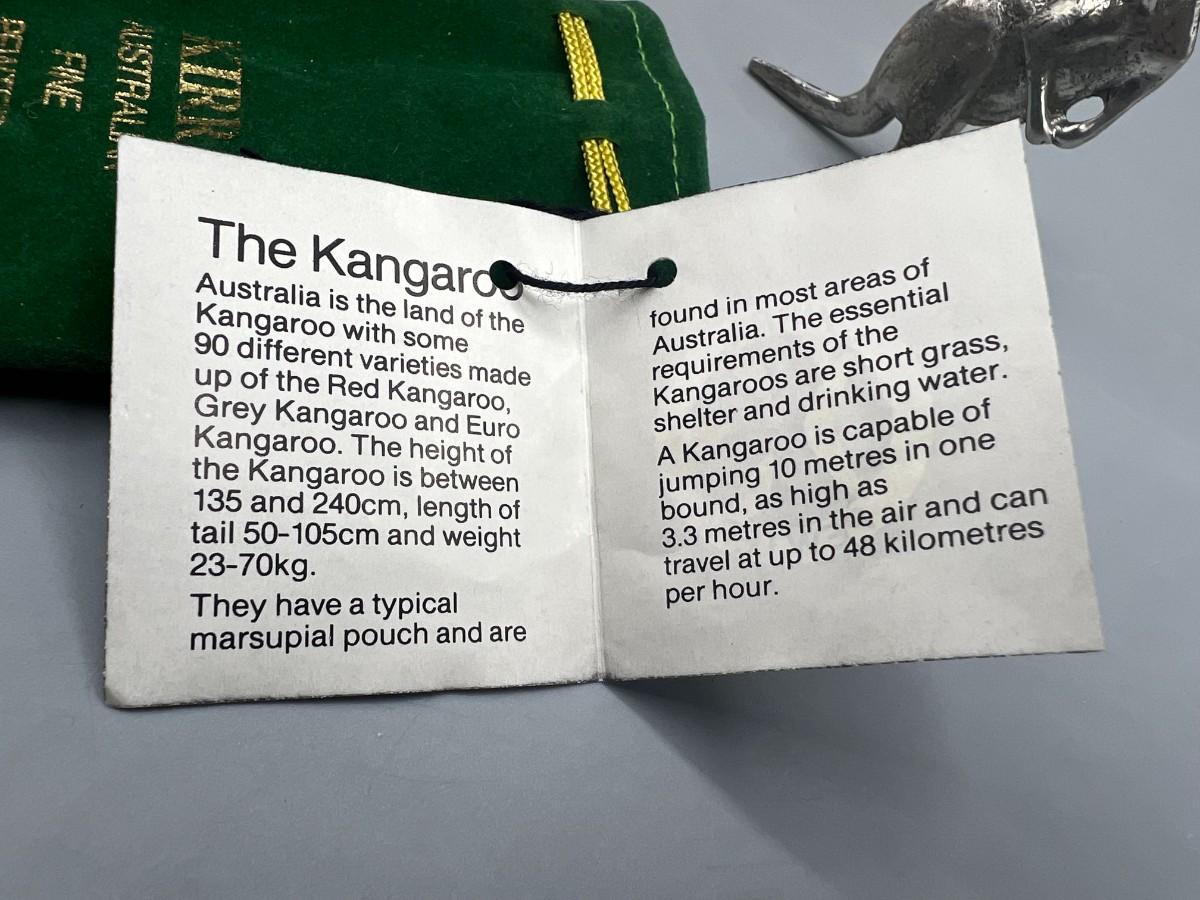 KIRR
AUSTRALIAN
FINE
PEWTER
The Kangaroo
Australia is the land of the
Kangaroo with some
90 different varieties made
up of the Red Kangaroo,
Grey Kangaroo and Euro
Kangaroo. The height of
the Kangaroo is between
135 and 240cm, length of
tail 50-105cm and weight
23-70kg.
They have a typical
marsupial pouch and are
found in most areas of
Australia. The essential
requirements of the
Kangaroos are short grass,
shelter and drinking water.
A Kangaroo is capable of
jumping 10 metres in one
bound, as high as
3.3 metres in the air and can
travel at up to 48 kilometres
per hour.